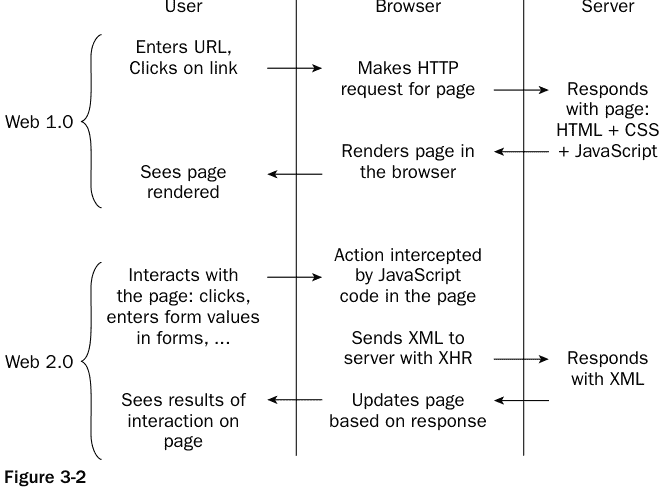 User Browser Server
Enters URL,
Clicks on link
Makes HTTP
request for page
Responds
with page:
HTML + CSS
+ JavaScript
Web 1.0
Renders page in
the browser
Sees page
rendered
Action intercepted
by JavaScript
code in the page
Interacts with
the page: clicks,
enters form values
in forms, ...
Sends XML to
server with XHR
Responds
with XML
Web 2.0
Updates page
based on response
Sees results of
interaction on
page
Figure 3-2